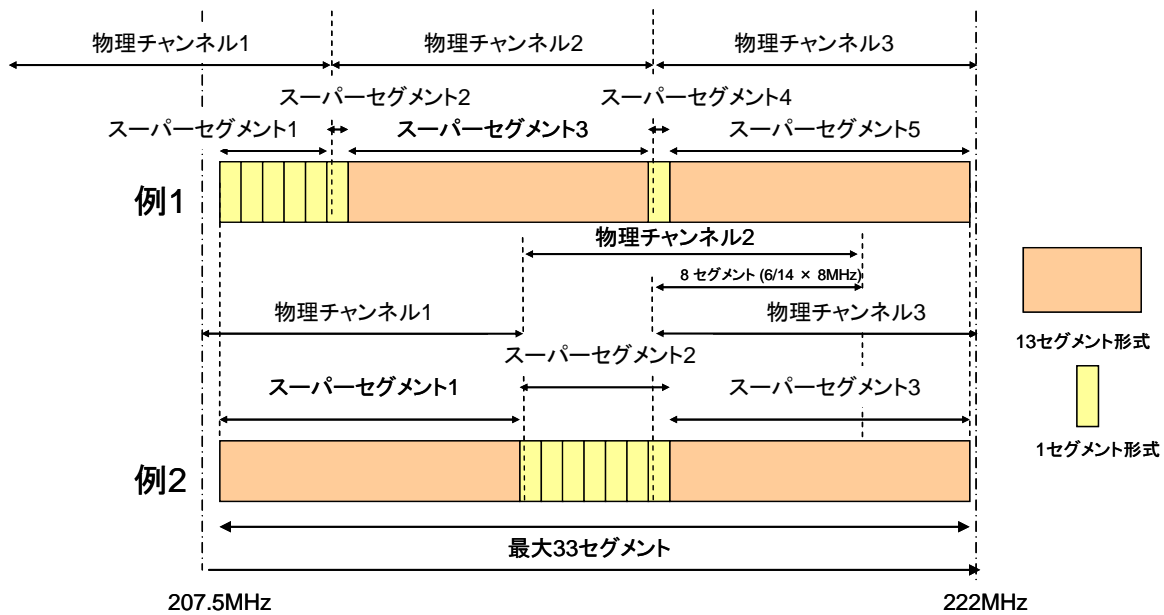 物理チャンネル1
物理チャンネル2
物理チャンネル3
スーパーセグメント2
スーパーセグメント4
スーパーセグメント1
スーパーセグメント3
スーパーセグメント5
例1
物理チャンネル2
8 セグメント (6/14 × 8MHz)
物理チャンネル1
物理チャンネル3
スーパーセグメント2
スーパーセグメント1
スーパーセグメント3
例2
最大33セグメント
207.5MHz
222MHz
13セグメント形式
1セグメント形式